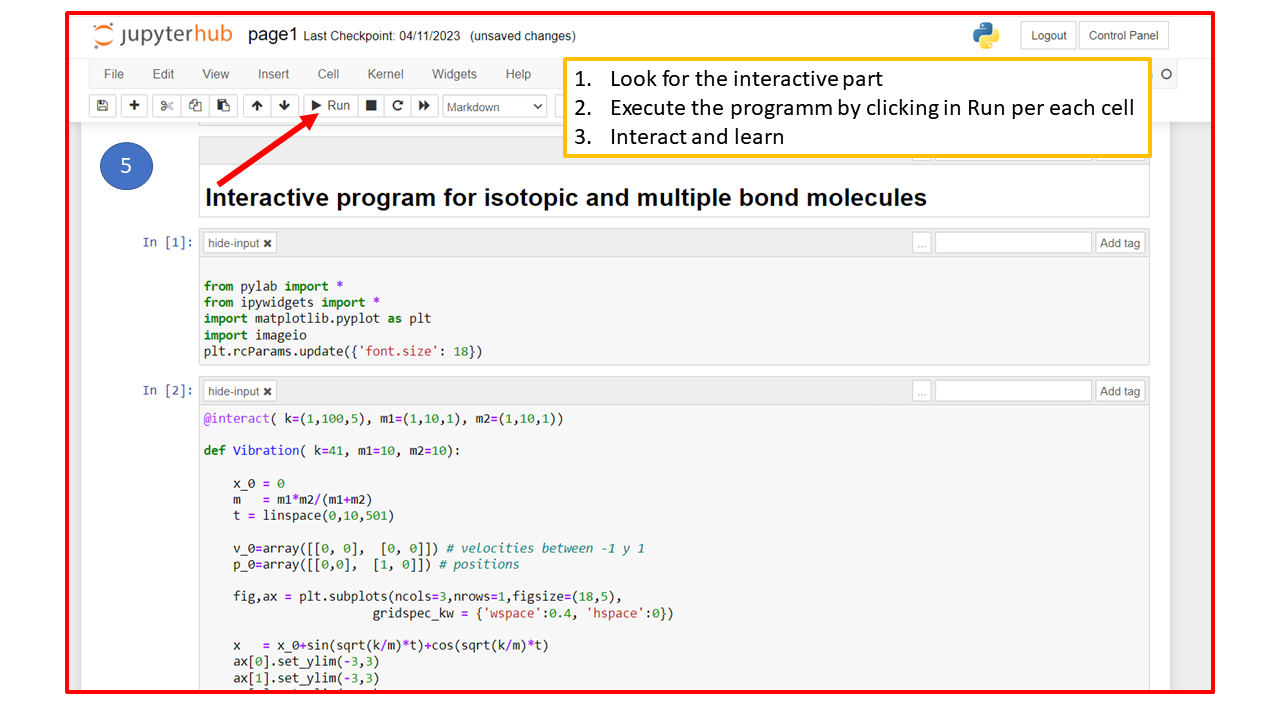 jupyterhub page1 Last Checkpoint: 04/11/2023 (unsaved changes) Logout Control Panel
File Edit View Insert Cell Kernel Widgets Help
Run Markdown
1. Look for the interactive part
2. Execute the programm by clicking in Run per each cell
3. Interact and learn
5
Interactive program for isotopic and multiple bond molecules
In [1]: hide-input ✖ ... Add tag
from pylab import *
from ipywidgets import *
import matplotlib.pyplot as plt
import imageio
plt.rcParams.update({'font.size': 18})
In [2]: hide-input ✖ ... Add tag
@interact( k=(1,100,5), m1=(1,10,1), m2=(1,10,1))
def Vibration( k=41, m1=10, m2=10):
x_0 = 0
m   = m1*m2/(m1+m2)
t = linspace(0,10,501)
v_0=array([[0, 0],  [0, 0]]) # velocities between -1 y 1
p_0=array([[0,0],  [1, 0]]) # positions
fig,ax = plt.subplots(ncols=3,nrows=1,figsize=(18,5),
gridspec_kw = {'wspace':0.4, 'hspace':0})
x   = x_0+sin(sqrt(k/m)*t)+cos(sqrt(k/m)*t)
ax[0].set_ylim(-3,3)
ax[1].set_ylim(-3,3)